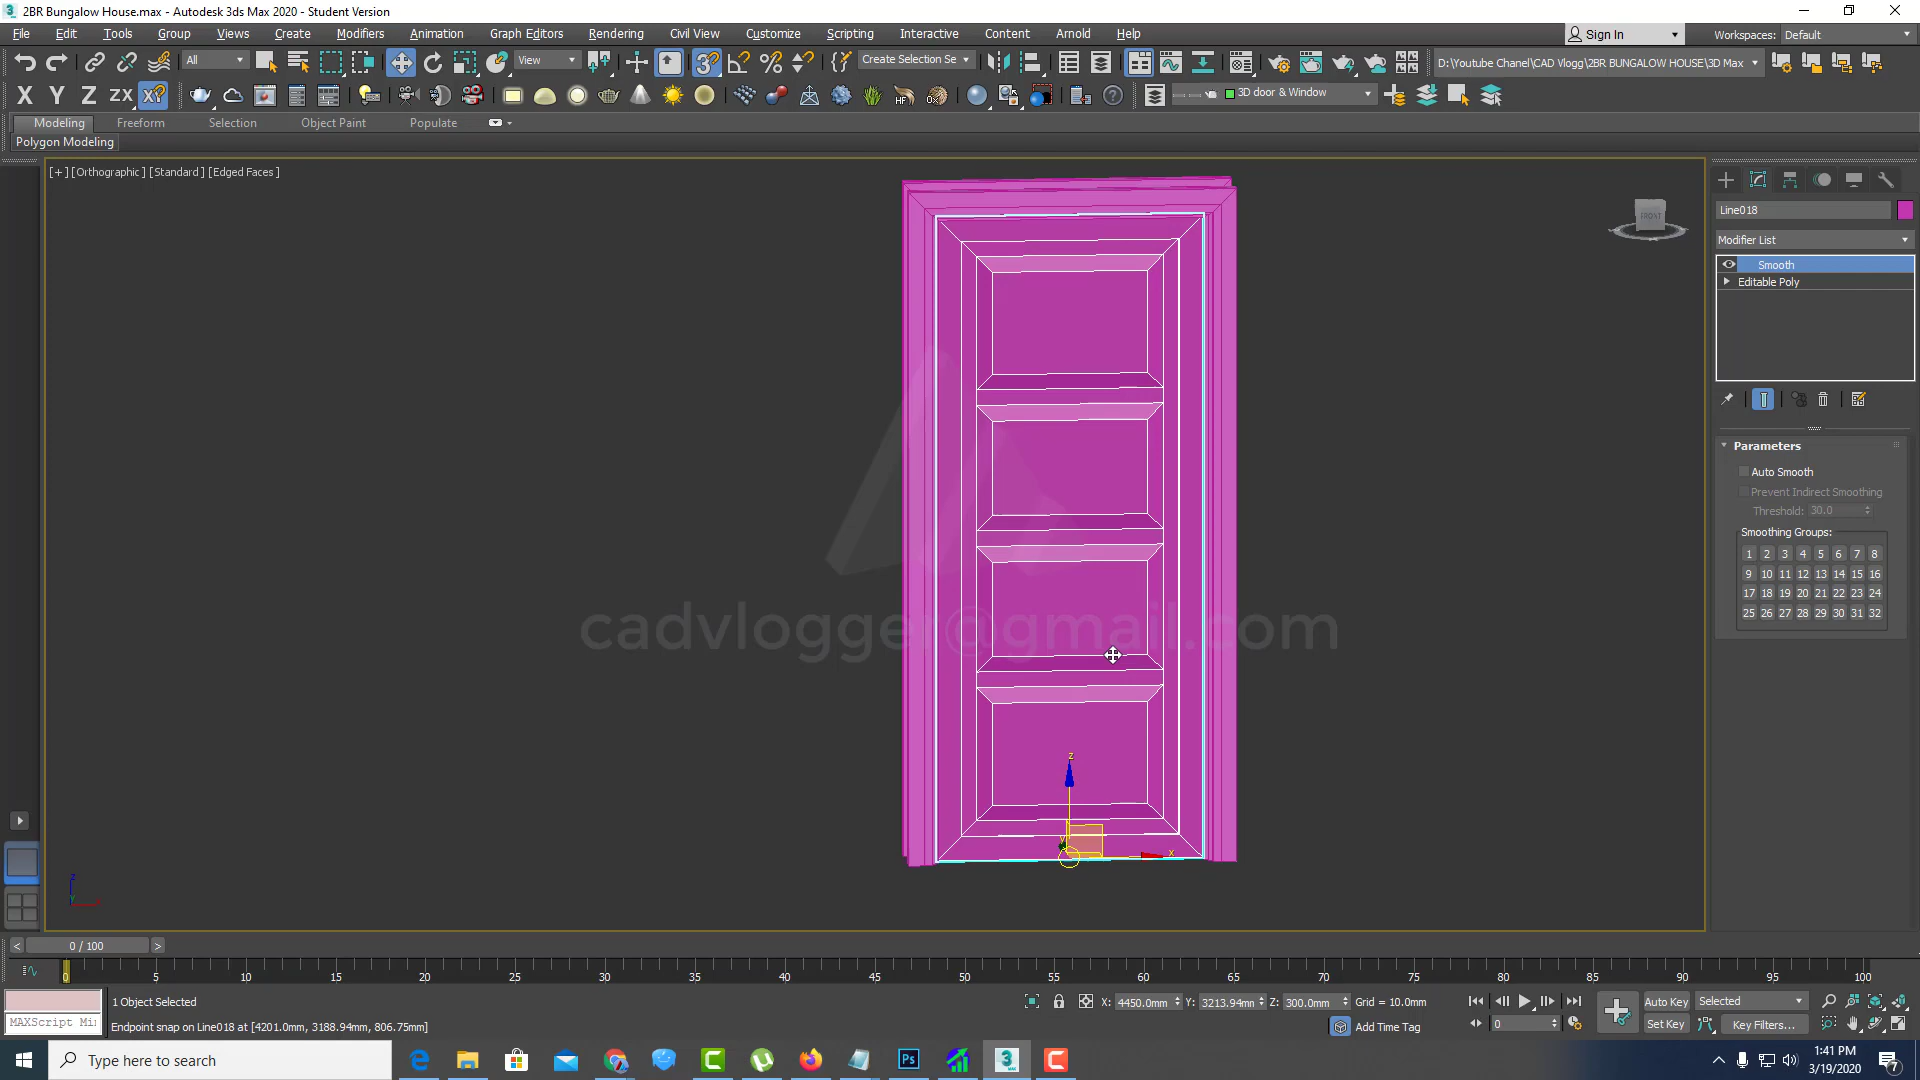 2BR Bungalow House.max - Autodesk 3ds Max 2020 - Student Version
File Edit Tools Group Views Create Modifiers Animation Graph Editors Rendering Civil View Customize Scripting Interactive Content Arnold Help
Sign In
Workspaces: Default
All
View
Create Selection Se
D:\Youtube Chanel\CAD Vlogg\2BR BUNGALOW HOUSE\3D Max
X Y Z ZX XY
3D door & Window
Modeling Freeform Selection Object Paint Populate
Polygon Modeling
[+] [Orthographic] [Standard] [Edged Faces]
FRONT
Line018
Modifier List
Smooth
Editable Poly
Parameters
Auto Smooth
Prevent Indirect Smoothing
Threshold: 30.0
Smoothing Groups:
1 2 3 4 5 6 7 8
9 10 11 12 13 14 15 16
17 18 19 20 21 22 23 24
25 26 27 28 29 30 31 32
cadvlogger@gmail.com
z
y
x
z
< 0 / 100 >
0 5 10 15 20 25 30 35 40 45 50 55 60 65 70 75 80 85 90 95 100
1 Object Selected
X: 4450.0mm Y: 3213.94mm Z: 300.0mm Grid = 10.0mm
Auto Key Selected
MAXScript Mi
Endpoint snap on Line018 at [4201.0mm, 3188.94mm, 806.75mm]
Add Time Tag
0
Set Key Key Filters...
Type here to search
Ps
3
MAX
C
1:41 PM
3/19/2020
7